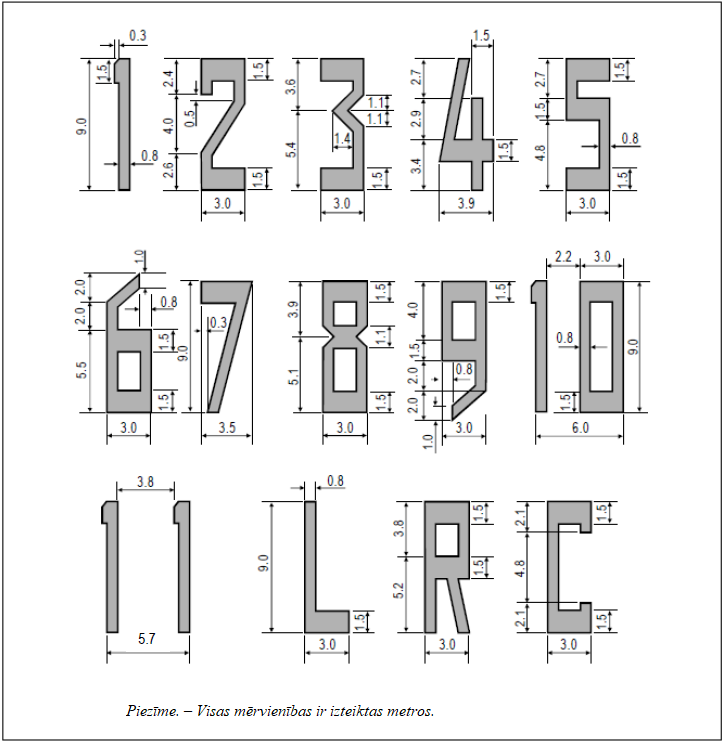 0.3 1.5 9.0 0.8
2.4 0.5 4.0 2.6 1.5 1.5 3.0
3.6 5.4 1.1 1.1 1.4 1.5 3.0
1.5 2.7 2.9 3.4 1.5 3.9
2.7 1.5 4.8 0.8 1.5 3.0
1.0 2.0 2.0 0.8 5.5 1.5 1.5 3.0
9.0 0.3 3.5
3.9 5.1 1.5 1.1 1.5 3.0
4.0 1.5 2.0 2.0 1.0 0.8 1.5 3.0
2.2 3.0 0.8 1.5 9.0 6.0
3.8 5.7
0.8 9.0 1.5 3.0
3.8 5.2 1.5 1.5 3.0
2.1 4.8 2.1 1.5 1.5 3.0
Piezīme. – Visas mērvienības ir izteiktas metros.